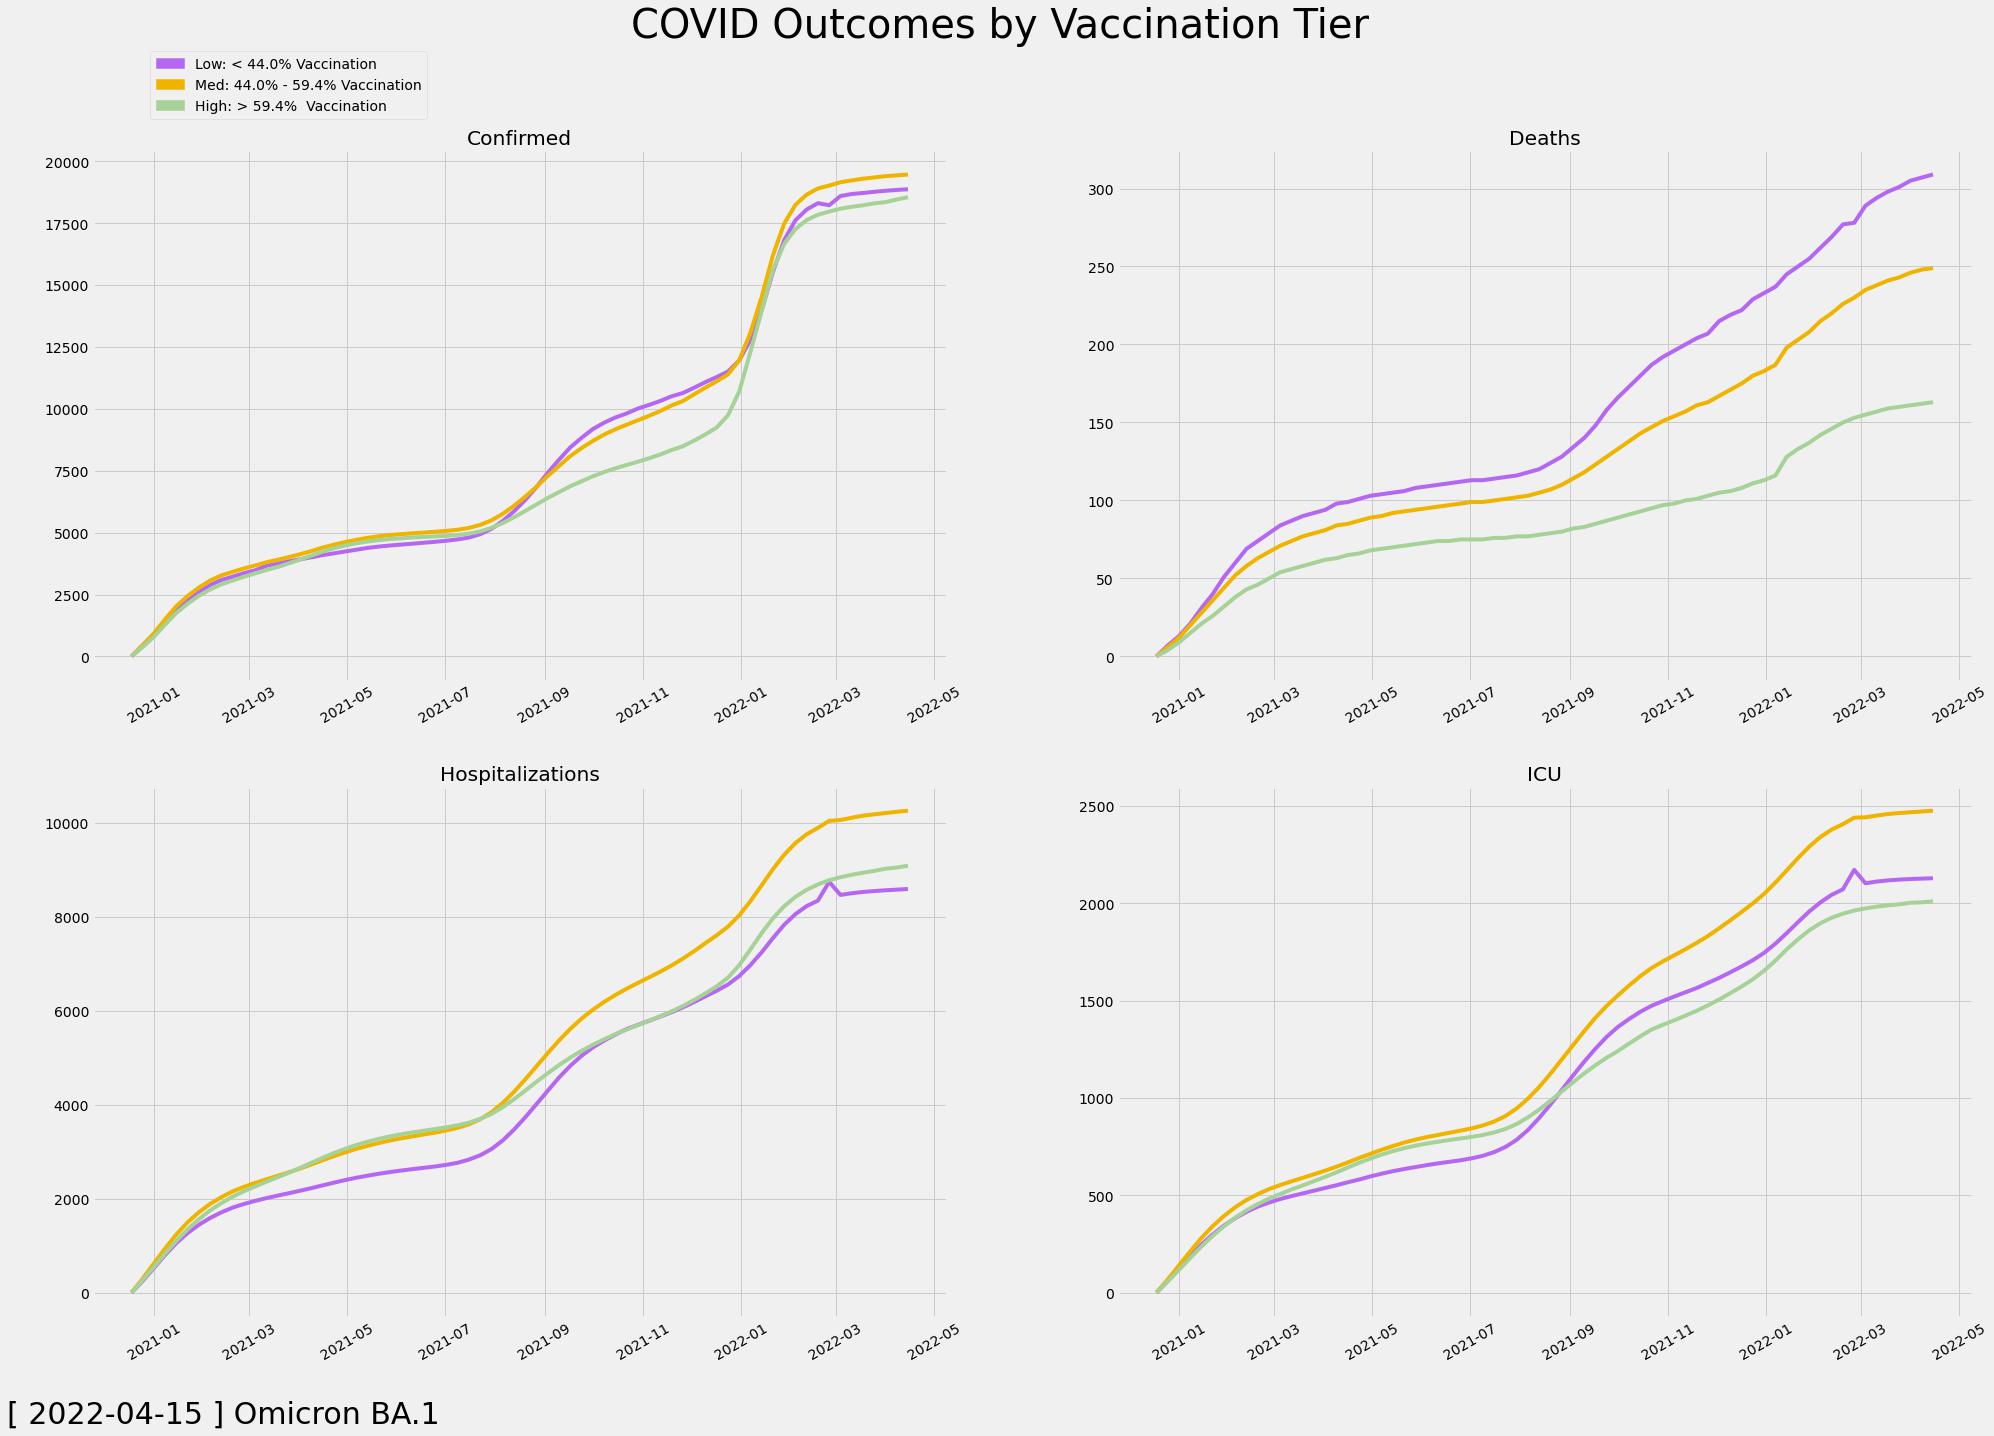 COVID Outcomes by Vaccination Tier
Low: < 44.0% Vaccination
Med: 44.0% - 59.4% Vaccination
High: > 59.4%  Vaccination
Confirmed
20000
17500
15000
12500
10000
7500
5000
2500
0
2021-01 2021-03 2021-05 2021-07 2021-09 2021-11 2022-01 2022-03 2022-05
Deaths
300
250
200
150
100
50
0
2021-01 2021-03 2021-05 2021-07 2021-09 2021-11 2022-01 2022-03 2022-05
Hospitalizations
10000
8000
6000
4000
2000
0
2021-01 2021-03 2021-05 2021-07 2021-09 2021-11 2022-01 2022-03 2022-05
ICU
2500
2000
1500
1000
500
0
2021-01 2021-03 2021-05 2021-07 2021-09 2021-11 2022-01 2022-03 2022-05
[ 2022-04-15 ] Omicron BA.1